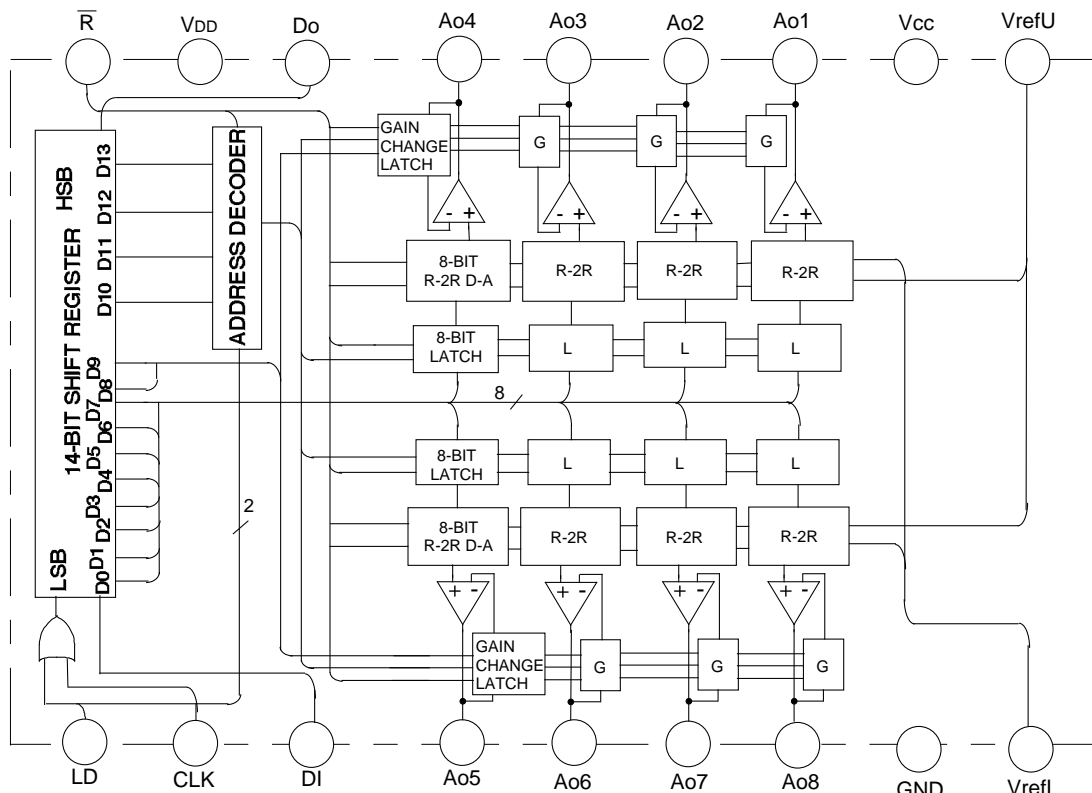 R VDD Do Ao4 Ao3 Ao2 Ao1 Vcc VrefU
14-BIT SHIFT REGISTER
HSB
LSB
D13
D12
D11
D10
D9
D8
D7
D6
D5
D4
D3
D2
D1
D0
ADDRESS DECODER
GAIN
CHANGE
LATCH
G G G
- + - + - + - +
8-BIT
R-2R D-A
R-2R R-2R R-2R
8-BIT
LATCH
L L L
8
8-BIT
LATCH
L L L
2
8-BIT
R-2R D-A
R-2R R-2R R-2R
+ - + - + - + -
GAIN
CHANGE
LATCH
G G G
LD CLK DI Ao5 Ao6 Ao7 Ao8 GND VrefL